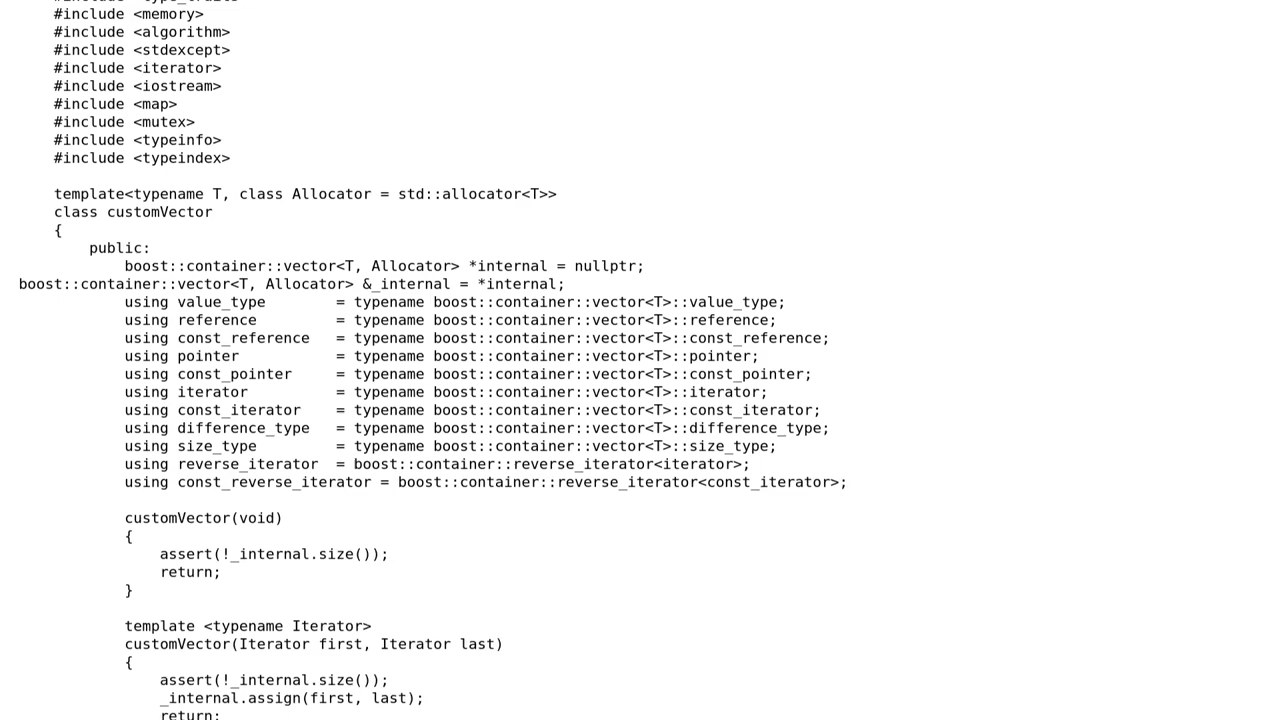 #include <type_traits>
#include <memory>
#include <algorithm>
#include <stdexcept>
#include <iterator>
#include <iostream>
#include <map>
#include <mutex>
#include <typeinfo>
#include <typeindex>
template<typename T, class Allocator = std::allocator<T>>
class customVector
{
public:
boost::container::vector<T, Allocator> *internal = nullptr;
boost::container::vector<T, Allocator> &_internal = *internal;
using value_type = typename boost::container::vector<T>::value_type;
using reference = typename boost::container::vector<T>::reference;
using const_reference = typename boost::container::vector<T>::const_reference;
using pointer = typename boost::container::vector<T>::pointer;
using const_pointer = typename boost::container::vector<T>::const_pointer;
using iterator = typename boost::container::vector<T>::iterator;
using const_iterator = typename boost::container::vector<T>::const_iterator;
using difference_type = typename boost::container::vector<T>::difference_type;
using size_type = typename boost::container::vector<T>::size_type;
using reverse_iterator = boost::container::reverse_iterator<iterator>;
using const_reverse_iterator = boost::container::reverse_iterator<const_iterator>;
customVector(void)
{
assert(!_internal.size());
return;
}
template <typename Iterator>
customVector(Iterator first, Iterator last)
{
assert(!_internal.size());
_internal.assign(first, last);
return;